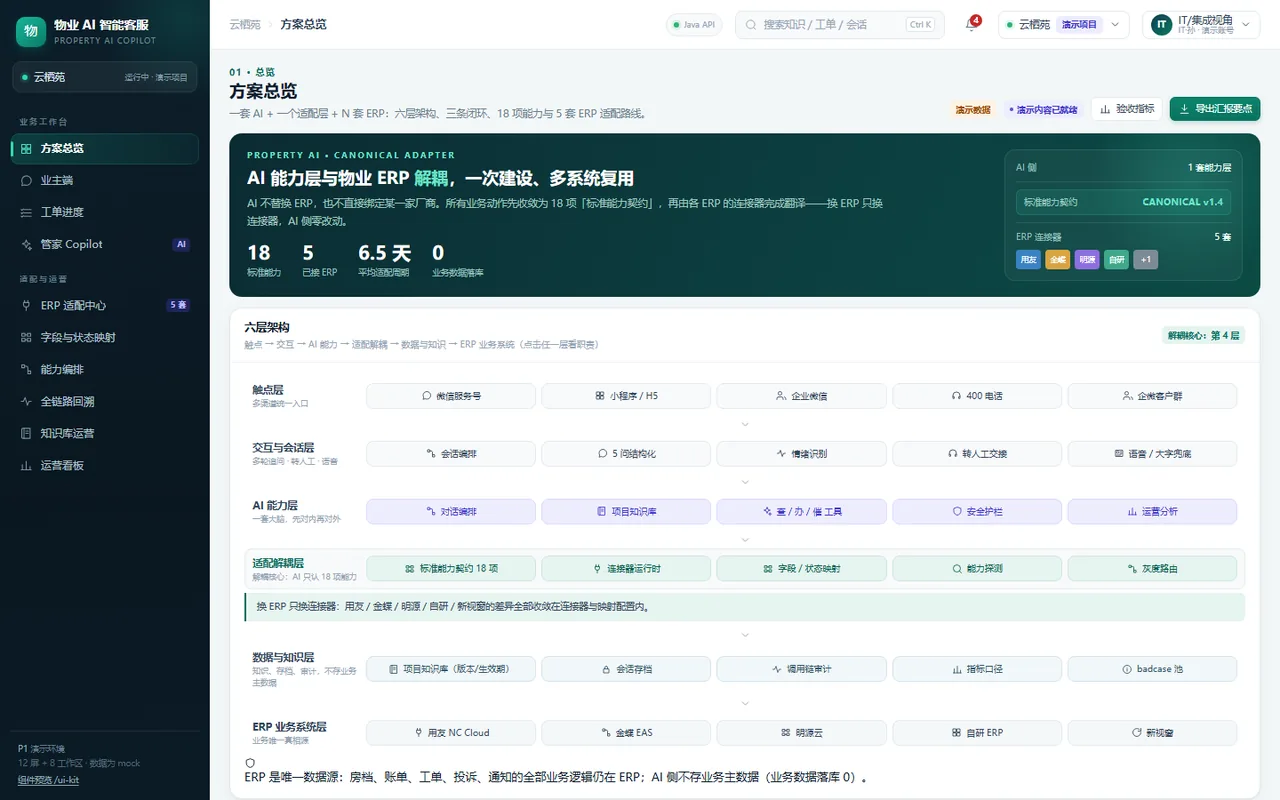 物
物业 AI 智能客服
PROPERTY AI COPILOT
云栖苑
运行中 · 演示项目
业务工作台
方案总览
业主端
工单进度
管家 Copilot
AI
适配与运营
ERP 适配中心
5 套
字段与状态映射
能力编排
全链路回溯
知识库运营
运营看板
P1 演示环境
12 屏 + 8 工作区 · 数据为 mock
组件预览 /ui-kit
云栖苑
方案总览
Java API
搜索知识 / 工单 / 会话
Ctrl K
4
云栖苑
演示项目
IT
IT/集成视角
IT·孙 · 演示账号
01 • 总览
方案总览
一套 AI + 一个适配层 + N 套 ERP：六层架构、三条闭环、18 项能力与 5 套 ERP 适配路线。
演示数据
演示内容已就绪
验收指标
导出汇报要点
PROPERTY AI • CANONICAL ADAPTER
AI 能力层与物业 ERP 解耦，一次建设、多系统复用
AI 不替换 ERP，也不直接绑定某一家厂商。所有业务动作先收敛为 18 项「标准能力契约」，再由各 ERP 的连接器完成翻译——换 ERP 只换
连接器，AI 侧零改动。
18
标准能力
5
已接 ERP
6.5 天
平均适配周期
0
业务数据落库
AI 侧
1 套能力层
标准能力契约
CANONICAL v1.4
ERP 连接器
5 套
用友
金蝶
明源
自研
+1
六层架构
触点 → 交互 → AI 能力 → 适配解耦 → 数据与知识 → ERP 业务系统（点击任一层看职责）
解耦核心：第 4 层
触点层
多渠道统一入口
微信服务号
小程序 / H5
企业微信
400 电话
企微客户群
交互与会话层
多轮追问 · 转人工 · 语音
会话编排
5 问结构化
情绪识别
转人工交接
语音 / 大字兜底
AI 能力层
一套大脑，先对内再对外
对话编排
项目知识库
查 / 办 / 催 工具
安全护栏
运营分析
适配解耦层
解耦核心：AI 只认 18 项能力
标准能力契约 18 项
连接器运行时
字段 / 状态映射
能力探测
灰度路由
换 ERP 只换连接器：用友 / 金蝶 / 明源 / 自研 / 新视窗的差异全部收敛在连接器与映射配置内。
数据与知识层
知识、存档、审计，不存业务
主数据
项目知识库（版本/生效期）
会话存档
调用链审计
指标口径
badcase 池
ERP 业务系统层
业务唯一真相源
用友 NC Cloud
金蝶 EAS
明源云
自研 ERP
新视窗
ERP 是唯一数据源：房档、账单、工单、投诉、通知的全部业务逻辑仍在 ERP；AI 侧不存业务主数据（业务数据落库 0）。